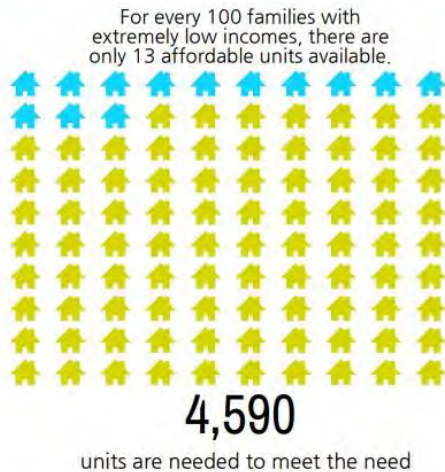 For every 100 families with
extremely low incomes, there are
only 13 affordable units available.
4,590
units are needed to meet the need